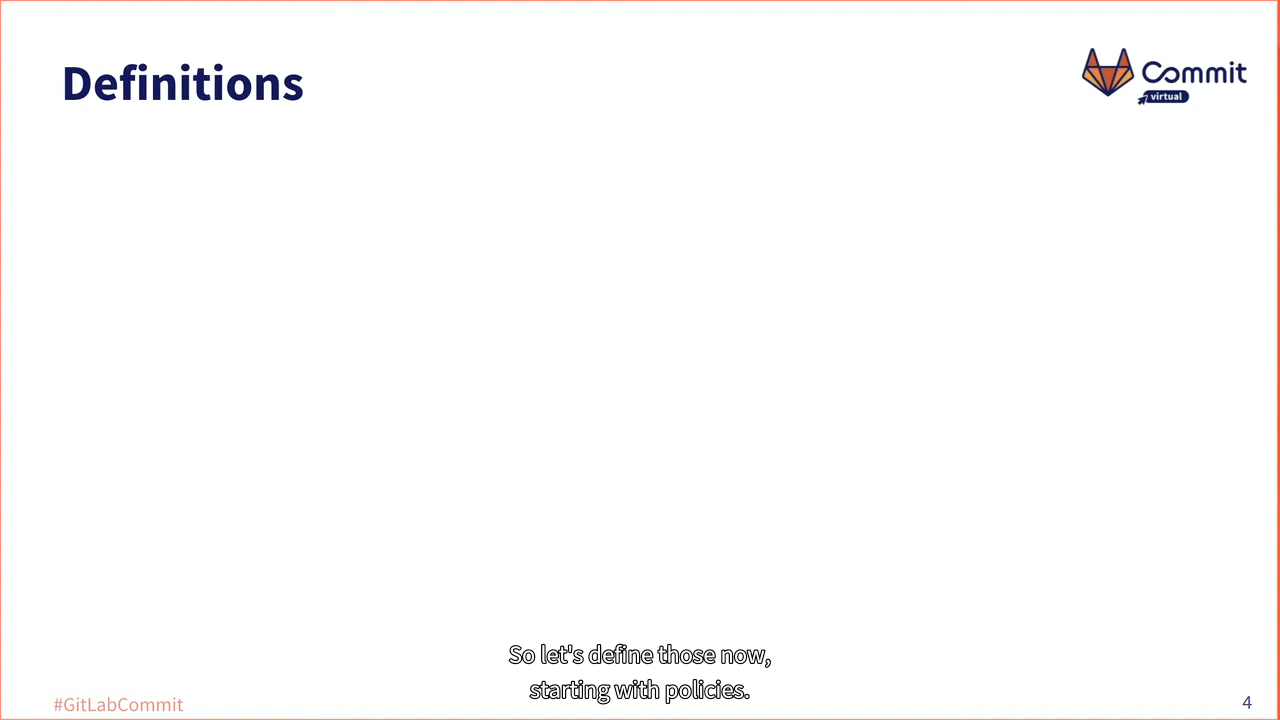 Definitions
Commit
virtual
So let's define those now,
starting with policies.
#GitLabCommit
4